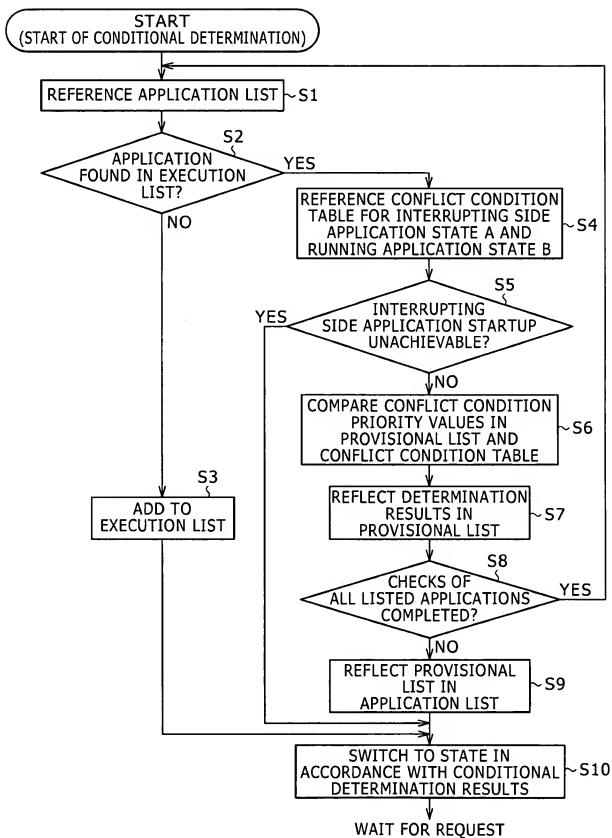 START
(START OF CONDITIONAL DETERMINATION)
REFERENCE APPLICATION LIST
S1
S2
APPLICATION
FOUND IN EXECUTION
LIST?
YES
NO
REFERENCE CONFLICT CONDITION
TABLE FOR INTERRUPTING SIDE
APPLICATION STATE A AND
RUNNING APPLICATION STATE B
S4
S5
YES
INTERRUPTING
SIDE APPLICATION STARTUP
UNACHIEVABLE?
NO
COMPARE CONFLICT CONDITION
PRIORITY VALUES IN
PROVISIONAL LIST AND
CONFLICT CONDITION TABLE
S6
S3
ADD TO
EXECUTION LIST
REFLECT DETERMINATION
RESULTS IN
PROVISIONAL LIST
S7
S8
CHECKS OF
ALL LISTED APPLICATIONS
COMPLETED?
YES
NO
REFLECT PROVISIONAL
LIST IN
APPLICATION LIST
S9
SWITCH TO STATE IN
ACCORDANCE WITH CONDITIONAL
DETERMINATION RESULTS
S10
WAIT FOR REQUEST